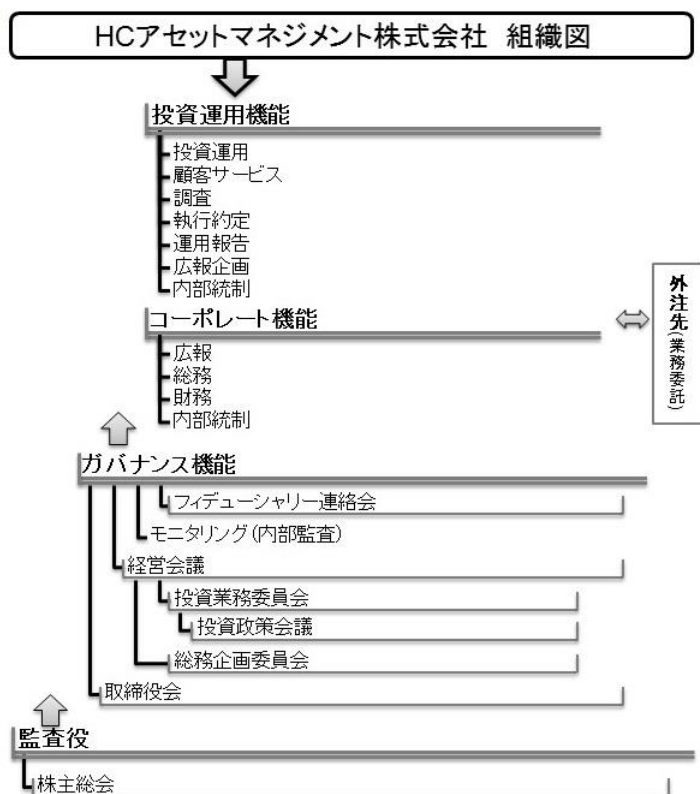 HCアセットマネジメント株式会社 組織図
投資運用機能
投資運用
顧客サービス
調査
執行約定
運用報告
広報企画
内部統制
コーポレート機能
広報
総務
財務
内部統制
外注先(業務委託)
ガバナンス機能
フィデューシャリー連絡会
モニタリング(内部監査)
経営会議
投資業務委員会
投資政策会議
総務企画委員会
取締役会
監査役
株主総会